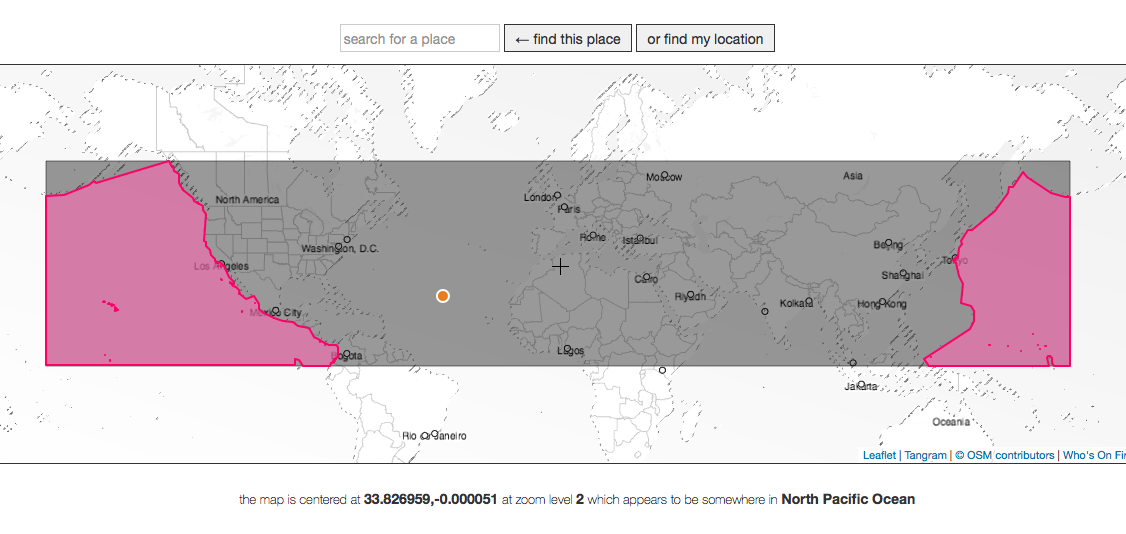 search for a place
← find this place
or find my location
Moscow
Asia
London
North America
Paris
Rome
Istanbul
Washington, D.C.
Beijing
Tokyo
Los Angeles
Shanghai
Cairo
Riyadh
Kolkata
Hong Kong
Mexico City
Lagos
Bogota
Jakarta
Oceania
Rio de Janeiro
Leaflet | Tangram | © OSM contributors | Who's On Fir
the map is centered at 33.826959,-0.000051 at zoom level 2 which appears to be somewhere in North Pacific Ocean